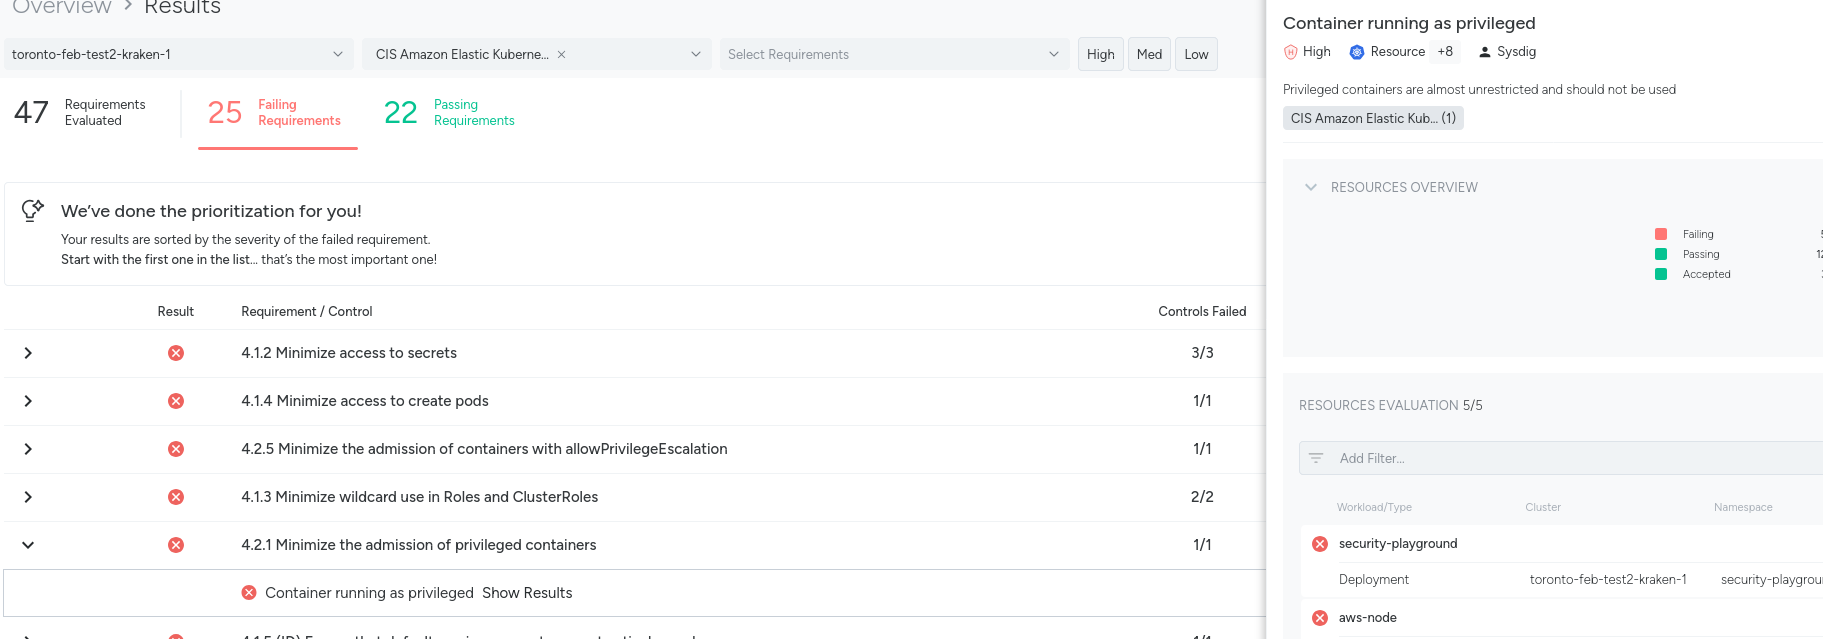 Overview > Results
toronto-feb-test2-kraken-1
CIS Amazon Elastic Kuberne...
Select Requirements
High
Med
Low
47 Requirements Evaluated
25 Failing Requirements
22 Passing Requirements
We've done the prioritization for you!
Your results are sorted by the severity of the failed requirement.
Start with the first one in the list... that's the most important one!
Result Requirement / Control Controls Failed
4.1.2 Minimize access to secrets 3/3
4.1.4 Minimize access to create pods 1/1
4.2.5 Minimize the admission of containers with allowPrivilegeEscalation 1/1
4.1.3 Minimize wildcard use in Roles and ClusterRoles 2/2
4.2.1 Minimize the admission of privileged containers 1/1
Container running as privileged Show Results
Container running as privileged
High Resource +8 Sysdig
Privileged containers are almost unrestricted and should not be used
CIS Amazon Elastic Kub... (1)
RESOURCES OVERVIEW
Failing
Passing
Accepted
RESOURCES EVALUATION 5/5
Add Filter...
Workload/Type Cluster Namespace
security-playground
Deployment toronto-feb-test2-kraken-1 security-playgrou
aws-node